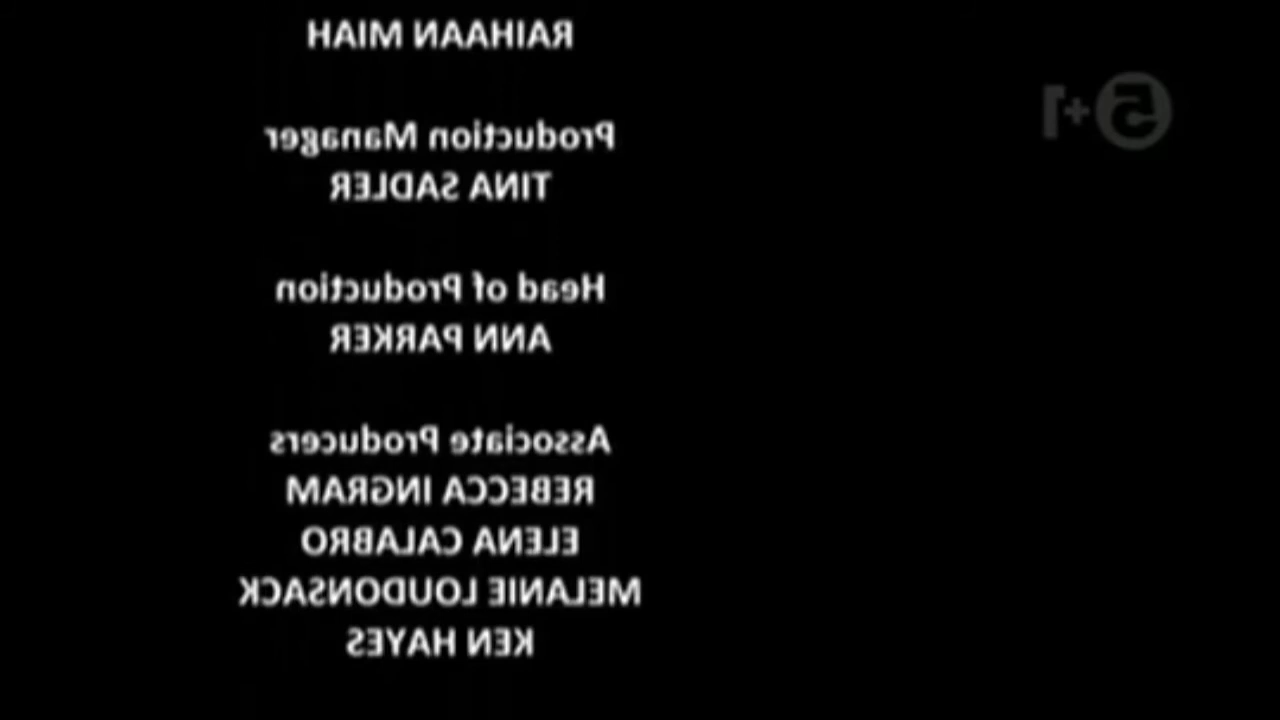 RAIHAAN MIAH
5+1
Production Manager
TINA SADLER
Head of Production
ANN PARKER
Associate Producers
REBECCA INGRAM
ELENA CALABRO
MELANIE LOUDONSACK
KEN HAYES